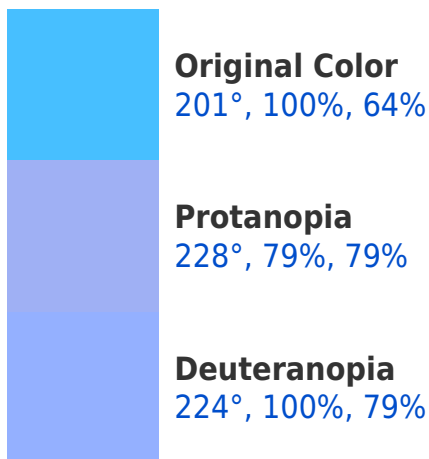 Original Color
201°, 100%, 64%
Protanopia
228°, 79%, 79%
Deuteranopia
224°, 100%, 79%